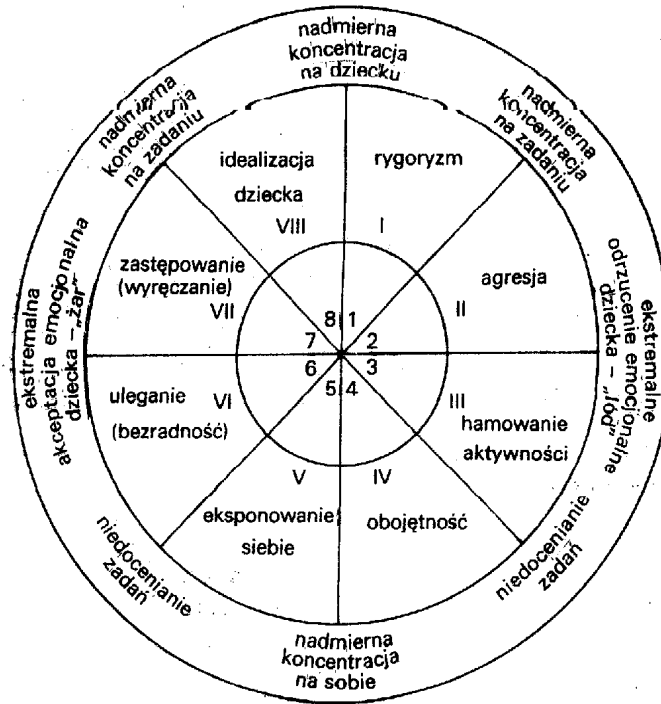 nadmierna
koncentracja
na dziecku
nadmierna
koncentracja
na zadaniu
nadmierna
koncentracja
na zadaniu
idealizacja
dziecka
VIII
rygoryzm
I
zastępowanie
(wyręczanie)
VII
agresja
II
8 1
7 2
6 3
5 4
ekstremalna
akceptacja emocjonalna
dziecka – „żar”
ekstremalne
odrzucenie emocjonalne
dziecka – „lód”
uleganie
(bezradność)
VI
III
hamowanie
aktywności
V
eksponowanie
siebie
IV
obojętność
niedocenianie
zadań
niedocenianie
zadań
nadmierna
koncentracja
na sobie